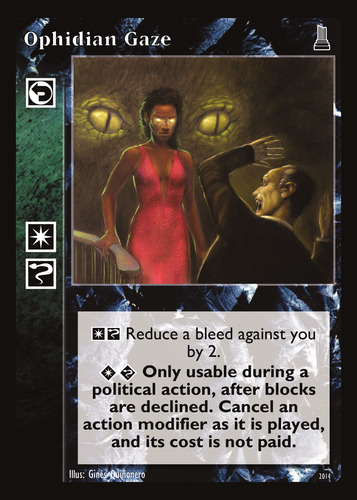 Ophidian Gaze
Reduce a bleed against you
by 2.
Only usable during a
political action, after blocks
are declined. Cancel an
action modifier as it is played,
and its cost is not paid.
Illus: Ginés Quiñonero
2014